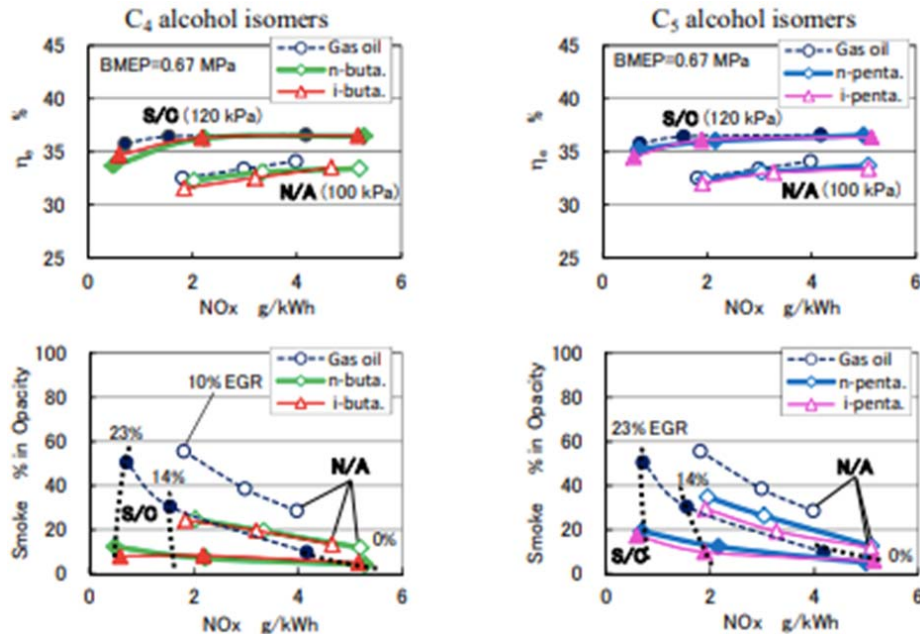 C₄ alcohol isomers
45
40
35
30
25
ηₑ %
BMEP=0.67 MPa
Gas oil
n-buta.
i-buta.
S/C (120 kPa)
N/A (100 kPa)
0 2 4 6
NOx g/kWh
C₅ alcohol isomers
45
40
35
30
25
ηₑ %
BMEP=0.67 MPa
Gas oil
n-penta.
i-penta.
S/C (120 kPa)
N/A (100 kPa)
0 2 4 6
NOx g/kWh
100
80
60
40
20
0
Smoke % in Opacity
Gas oil
n-buta.
i-buta.
10% EGR
23%
14%
N/A
S/C
0%
0 2 4 6
NOx g/kWh
100
80
60
40
20
0
Smoke % in Opacity
Gas oil
n-penta.
i-penta.
23% EGR
14%
N/A
S/C
0%
0 2 4 6
NOx g/kWh